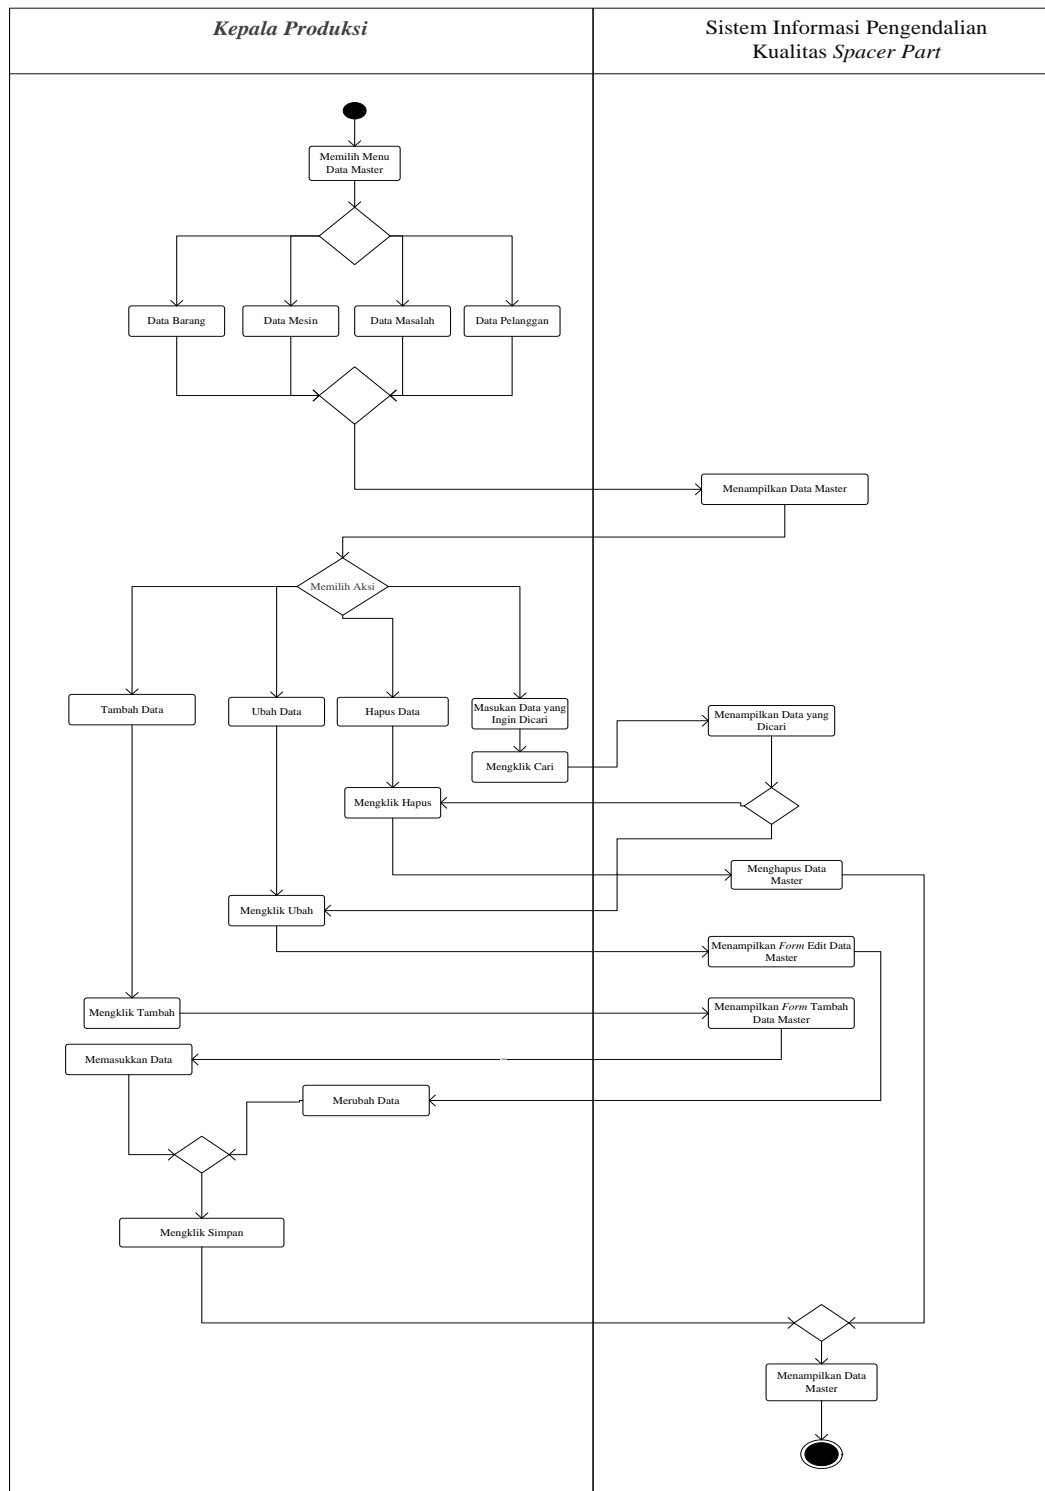 Kepala Produksi
Sistem Informasi Pengendalian
Kualitas Spacer Part
Memilih Menu
Data Master
Data Barang
Data Mesin
Data Masalah
Data Pelanggan
Menampilkan Data Master
Memilih Aksi
Tambah Data
Ubah Data
Hapus Data
Masukan Data yang
Ingin Dicari
Menampilkan Data yang
Dicari
Mengklik Cari
Mengklik Hapus
Menghapus Data
Master
Mengklik Ubah
Menampilkan Form Edit Data
Master
Mengklik Tambah
Menampilkan Form Tambah
Data Master
Memasukkan Data
Merubah Data
Mengklik Simpan
Menampilkan Data
Master